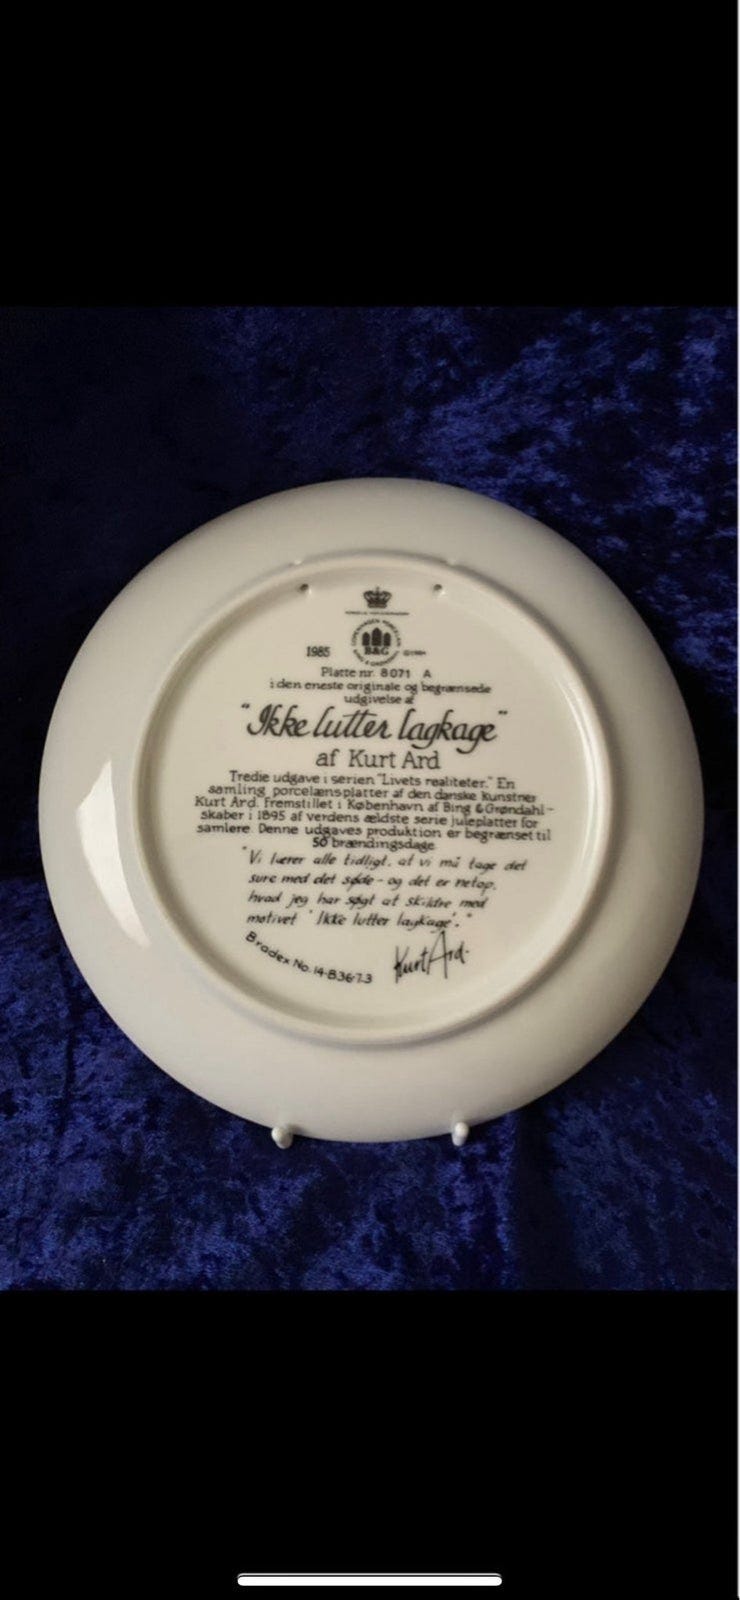 COPENHAGEN PORCELAIN
B&G
1985
©1984
Platte nr. 8071 A
i den eneste originale og begrænsede
udgivelse af
"Ikke lutter lagkage"
af Kurt Ard
Tredie udgave i serien "Livets realiteter." En
samling porcelænsplatter af den danske kunstner
Kurt Ard. Fremstillet i København af Bing & Grøndahl -
skaber i 1895 af verdens ældste serie juleplatter for
samlere. Denne udgaves produktion er begrænset til
50 brændingsdage
"Vi lærer alle tidligt, at vi må tage det
sure med det søde - og det er netop,
hvad jeg har søgt at skildre med
motivet 'Ikke lutter lagkage'."
Bradex No. 14-B36-7.3
Kurt Ard.